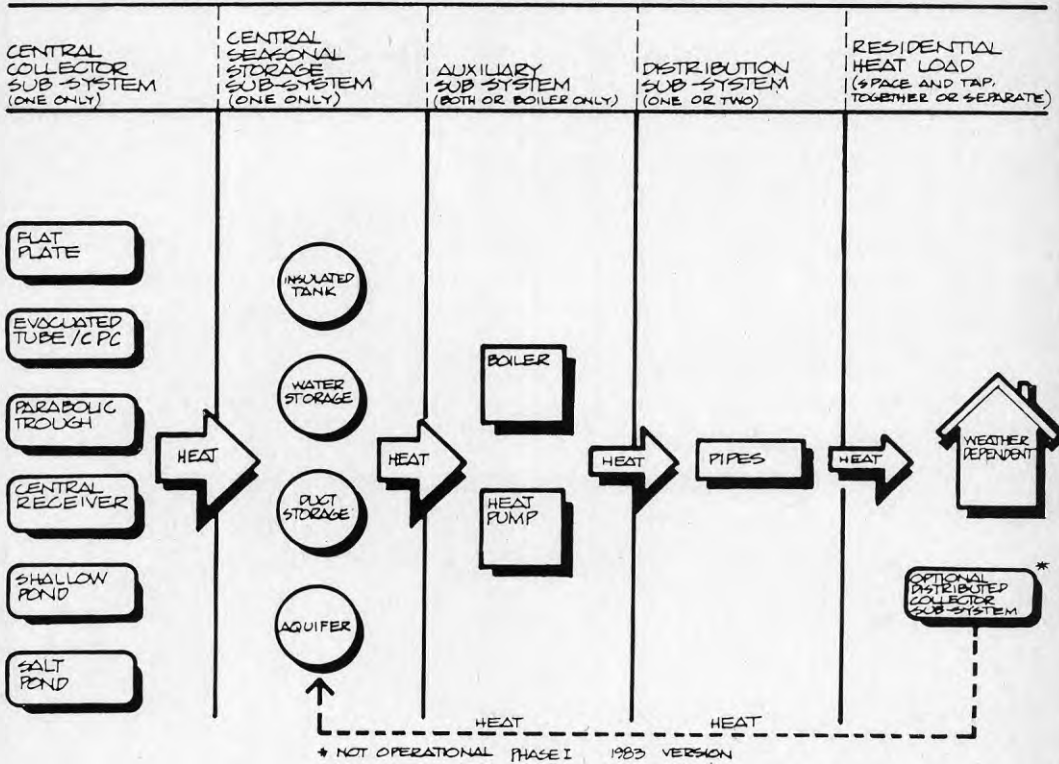 CENTRAL
COLLECTOR
SUB-SYSTEM
(ONE ONLY)
CENTRAL
SEASONAL
STORAGE
SUB-SYSTEM
(ONE ONLY)
AUXILIARY
SUB SYSTEM
(BOTH OR BOILER ONLY)
DISTRIBUTION
SUB-SYSTEM
(ONE OR TWO)
RESIDENTIAL
HEAT LOAD
(SPACE AND TAP,
TOGETHER OR SEPARATE)
FLAT
PLATE
EVACUATED
TUBE/CPC
PARABOLIC
TROUGH
CENTRAL
RECEIVER
SHALLOW
POND
SALT
POND
HEAT
INSULATED
TANK
WATER
STORAGE
DUCT
STORAGE
AQUIFER
HEAT
BOILER
HEAT
PUMP
HEAT
PIPES
HEAT
WEATHER
DEPENDENT
OPTIONAL
DISTRIBUTED
COLLECTOR
SUB-SYSTEM
*
HEAT HEAT
* NOT OPERATIONAL PHASE I 1983 VERSION